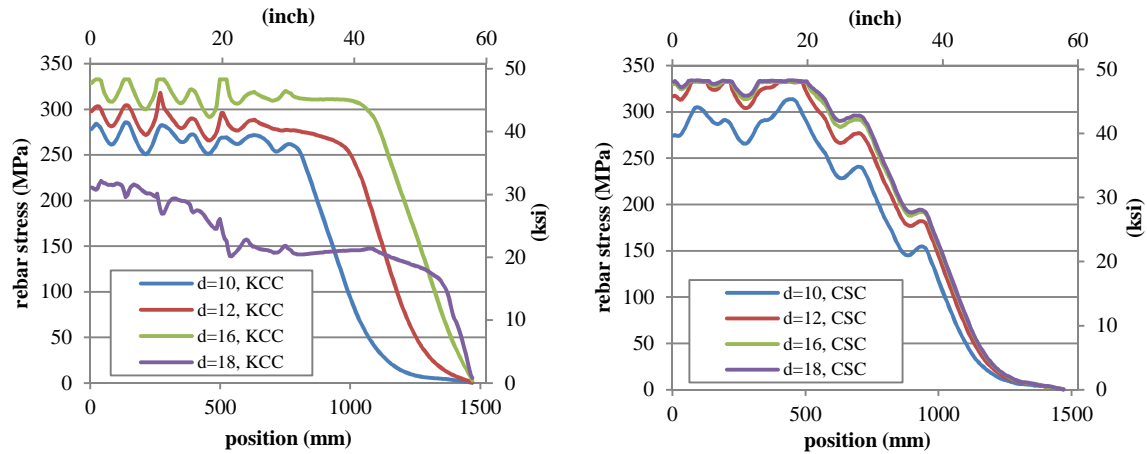 (inch)
0 20 40 60
350
300
250
200
150
100
50
0
rebar stress (MPa)
50
40
30
20
10
0
(ksi)
d=10, KCC
d=12, KCC
d=16, KCC
d=18, KCC
0 500 1000 1500
position (mm)
(inch)
0 20 40 60
350
300
250
200
150
100
50
0
rebar stress (MPa)
50
40
30
20
10
0
(ksi)
d=10, CSC
d=12, CSC
d=16, CSC
d=18, CSC
0 500 1000 1500
position (mm)